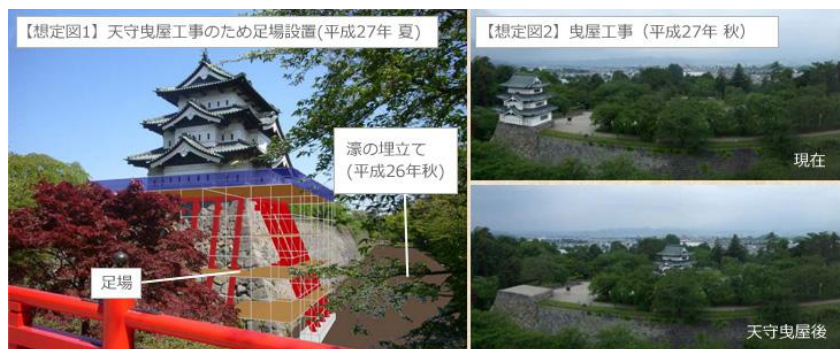 【想定図1】天守曳屋工事のため足場設置(平成27年 夏)
濠の埋立て
(平成26年秋)
足場
【想定図2】曳屋工事（平成27年 秋）
現在
天守曳屋後